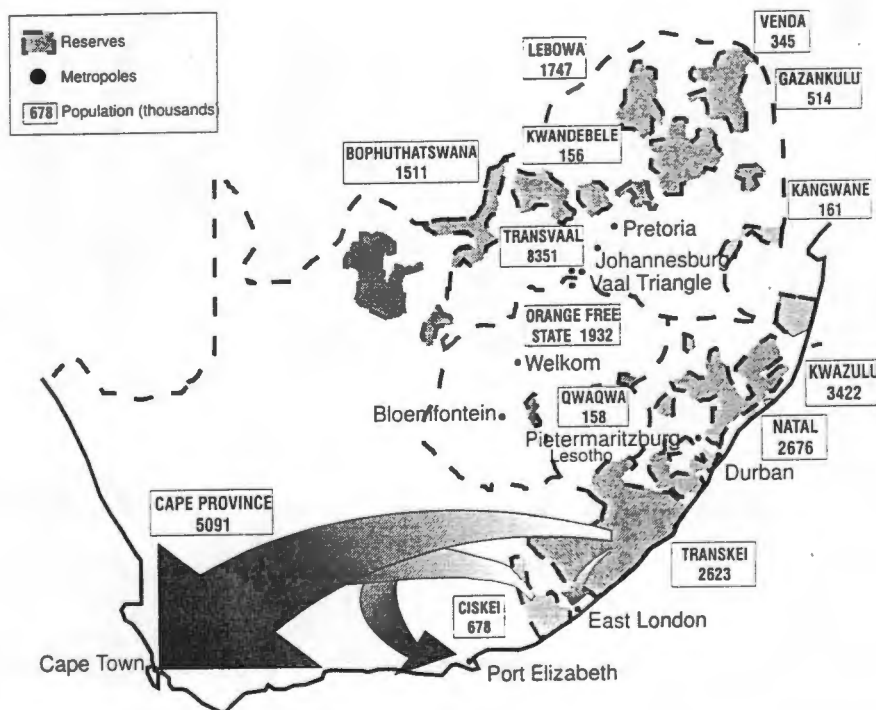 Reserves
Metropoles
678 Population (thousands)
VENDA
345
LEBOWA
1747
GAZANKULU
514
KWANDEBELE
156
BOPHUTHATSWANA
1511
KANGWANE
161
TRANSVAAL
8351
Pretoria
Johannesburg
Vaal Triangle
ORANGE FREE
STATE 1932
Welkom
KWAZULU
3422
QWAQWA
158
Bloemfontein
NATAL
2676
Pietermaritzburg
Lesotho
Durban
CAPE PROVINCE
5091
TRANSKEI
2623
CISKEI
678
East London
Cape Town
Port Elizabeth